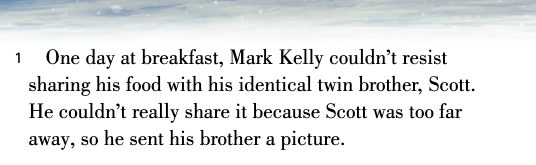 1 One day at breakfast, Mark Kelly couldn’t resist
sharing his food with his identical twin brother, Scott.
He couldn’t really share it because Scott was too far
away, so he sent his brother a picture.